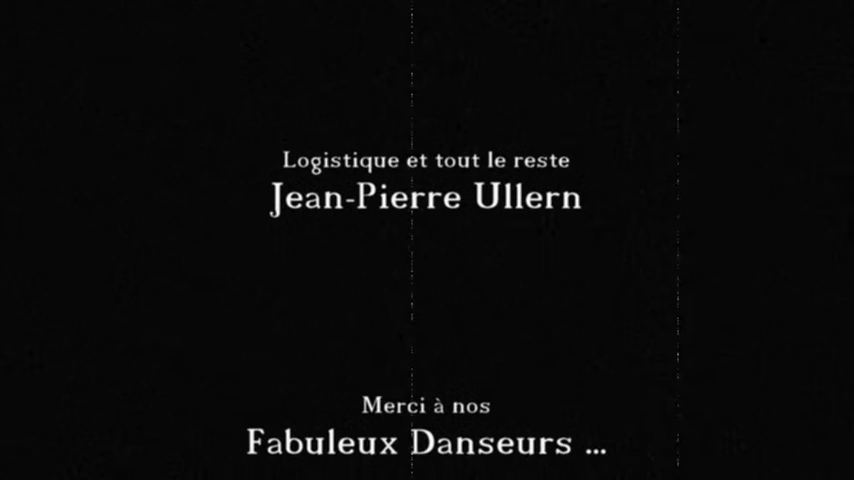 Logistique et tout le reste
Jean-Pierre Ullern
Merci à nos
Fabuleux Danseurs ...